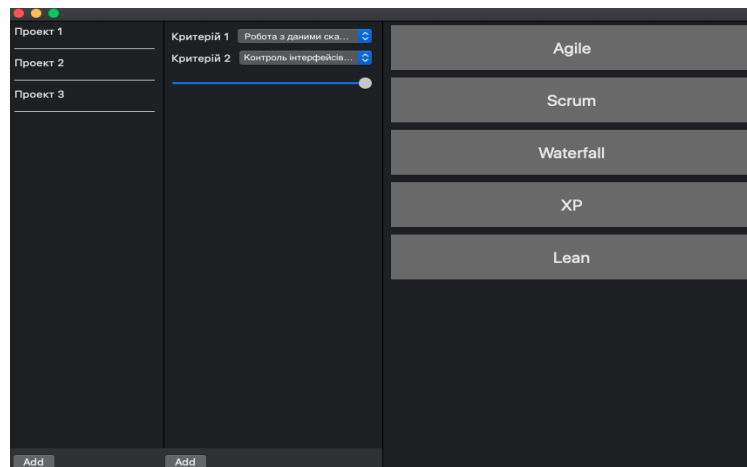 Проект 1
Проект 2
Проект 3
Add
Критерій 1 Робота з даними ска...
Критерій 2 Контроль інтерфейсів...
Add
Agile
Scrum
Waterfall
XP
Lean